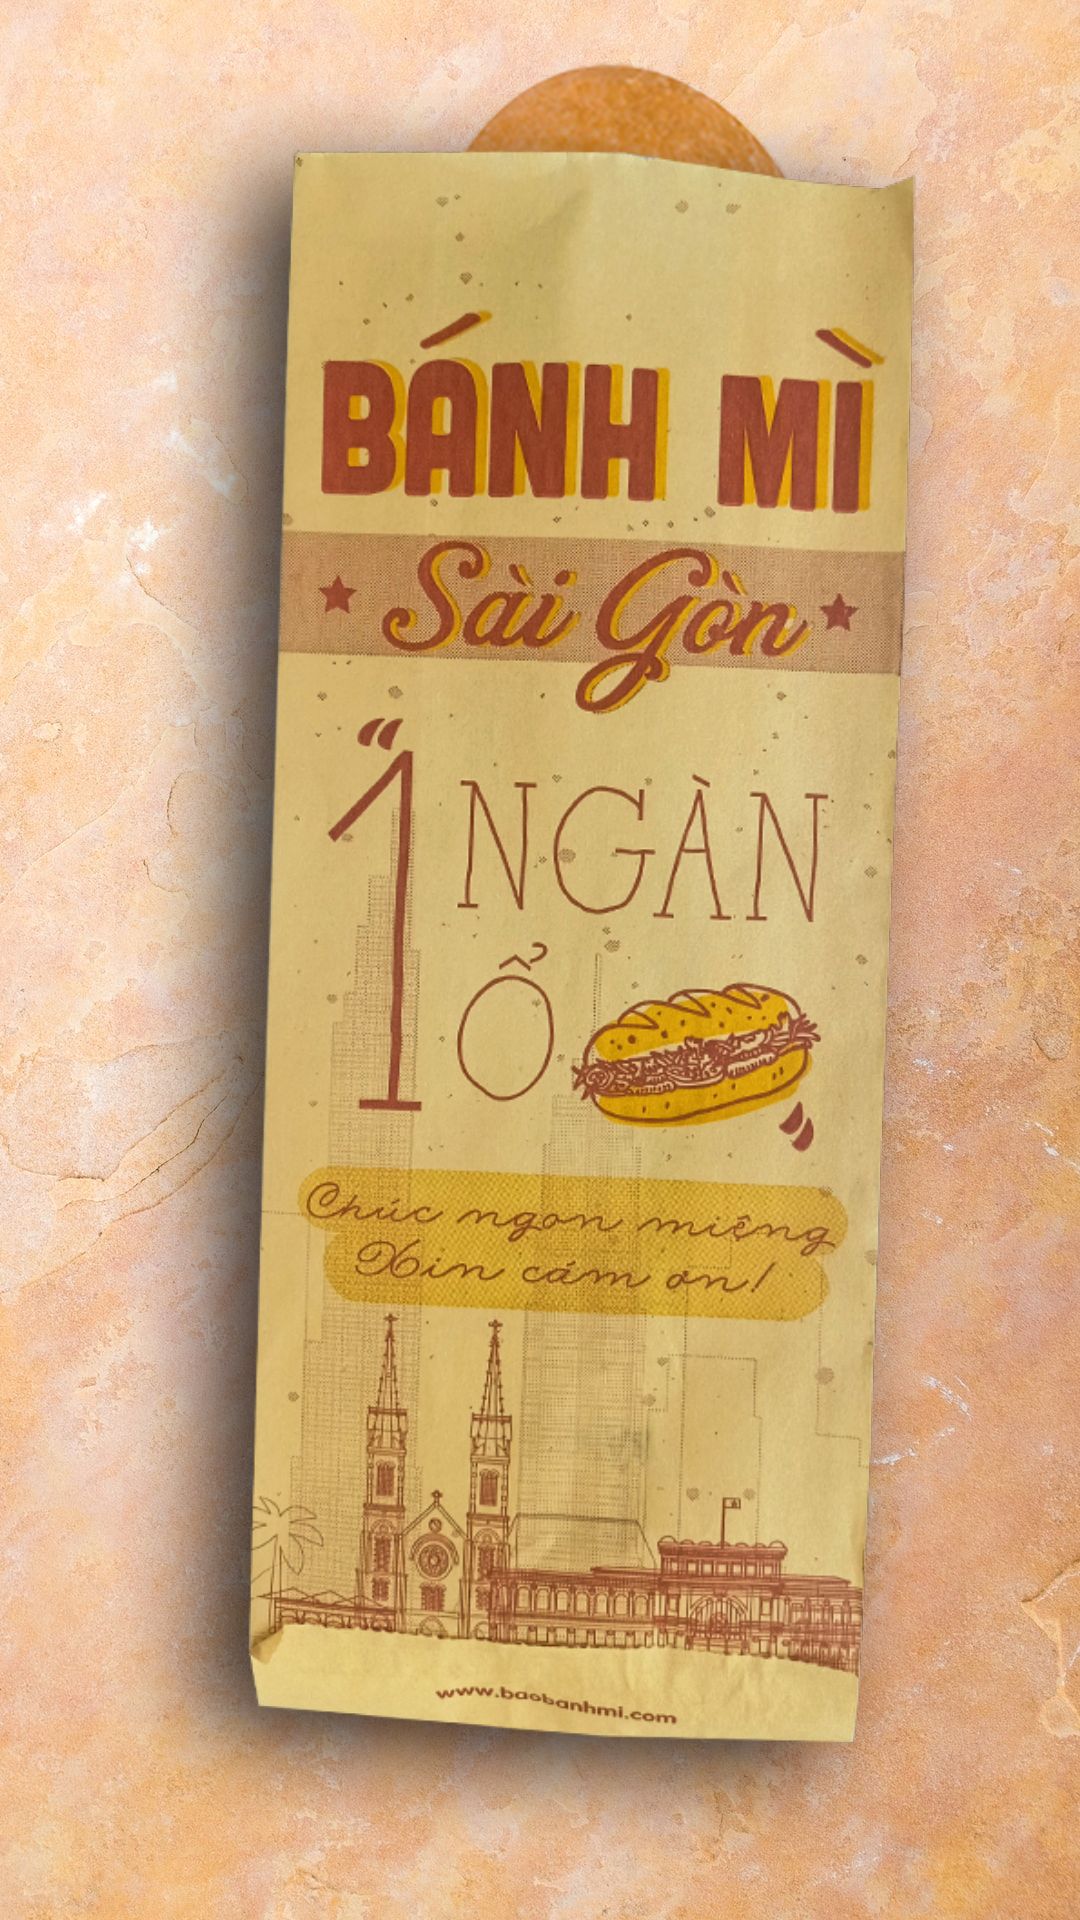 BÁNH MÌ
Sài Gòn
"1 NGÀN
Ổ "
Chúc ngon miệng
Xin cám ơn!
www.baobanhmi.com